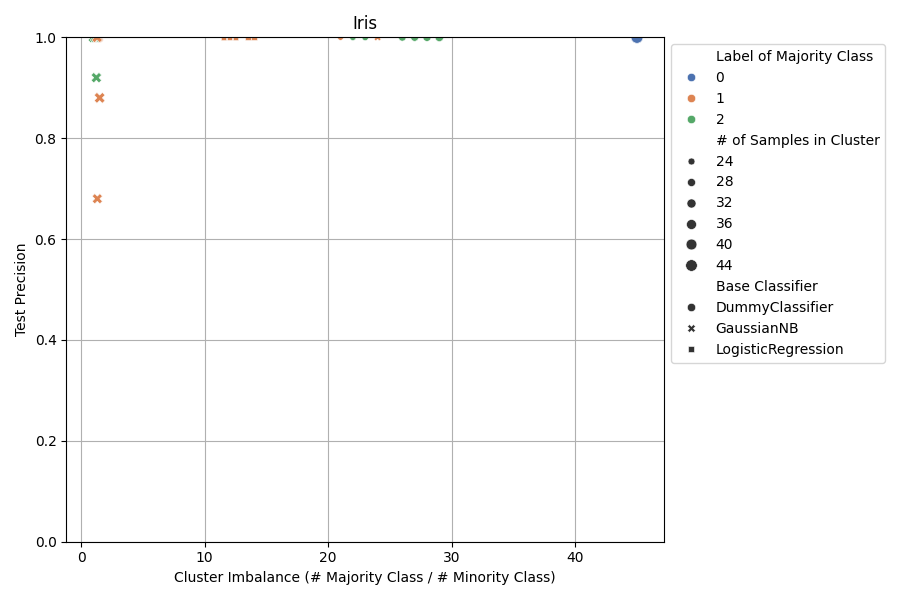 Iris
1.0
0.8
0.6
0.4
0.2
0.0
Test Precision
0 10 20 30 40
Cluster Imbalance (# Majority Class / # Minority Class)
Label of Majority Class
0
1
2
# of Samples in Cluster
24
28
32
36
40
44
Base Classifier
DummyClassifier
GaussianNB
LogisticRegression